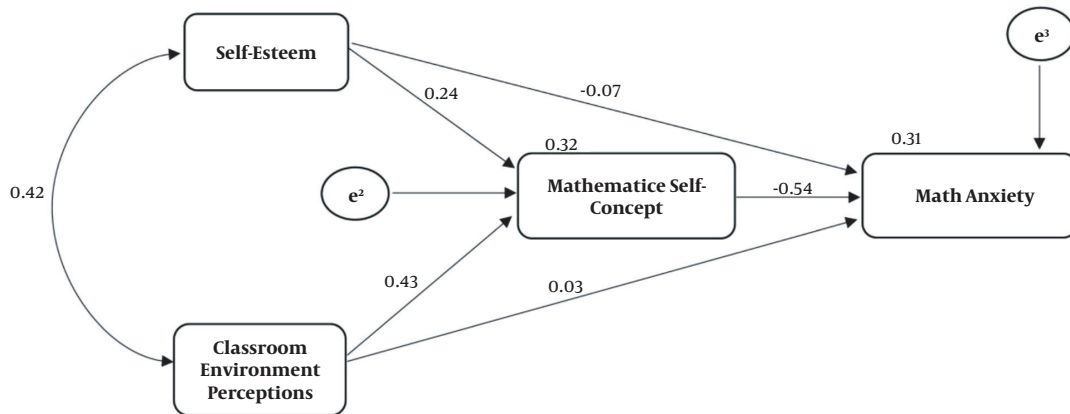 e³
Self-Esteem
0.24
-0.07
0.32
0.31
0.42
e²
Mathematice Self-
Concept
-0.54
Math Anxiety
0.43
0.03
Classroom
Environment
Perceptions